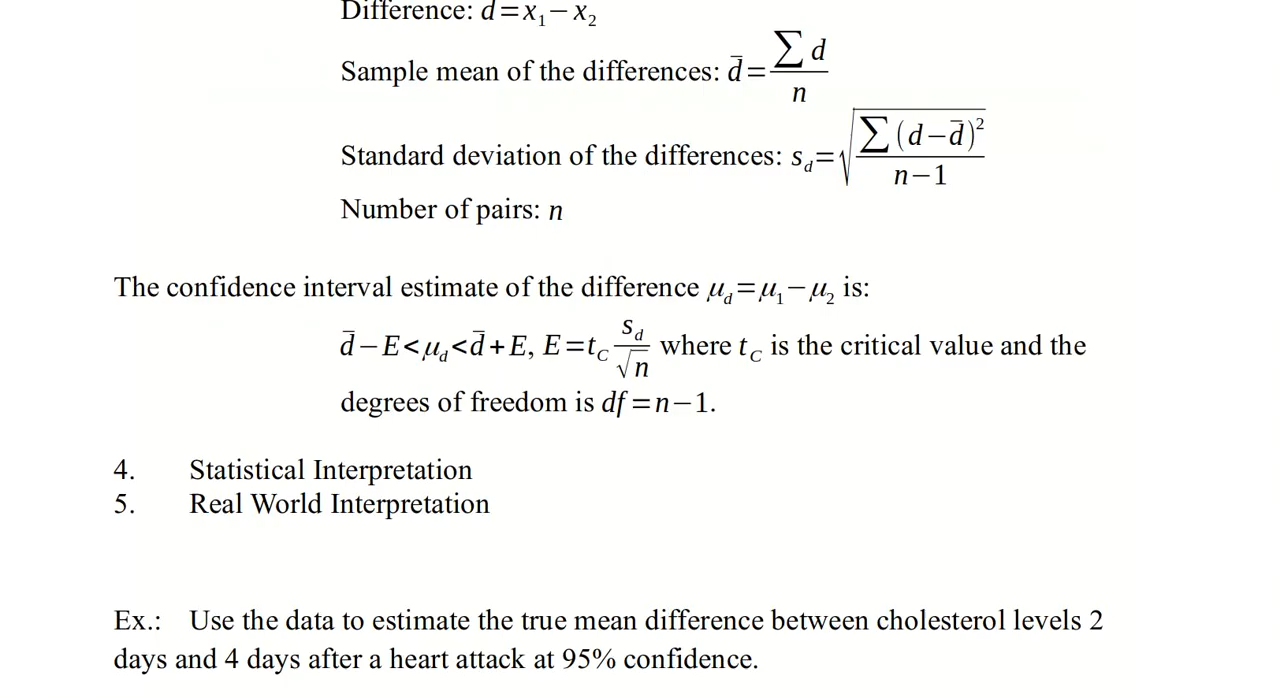 Difference: d=x₁−x₂
Sample mean of the differences: d̄=∑d/n
Standard deviation of the differences: s_d=√(∑(d−d̄)²/(n−1))
Number of pairs: n
The confidence interval estimate of the difference μ_d=μ₁−μ₂ is:
d̄−E<μ_d<d̄+E, E=t_C s_d/√n where t_C is the critical value and the
degrees of freedom is df=n−1.
4. Statistical Interpretation
5. Real World Interpretation
Ex.: Use the data to estimate the true mean difference between cholesterol levels 2
days and 4 days after a heart attack at 95% confidence.